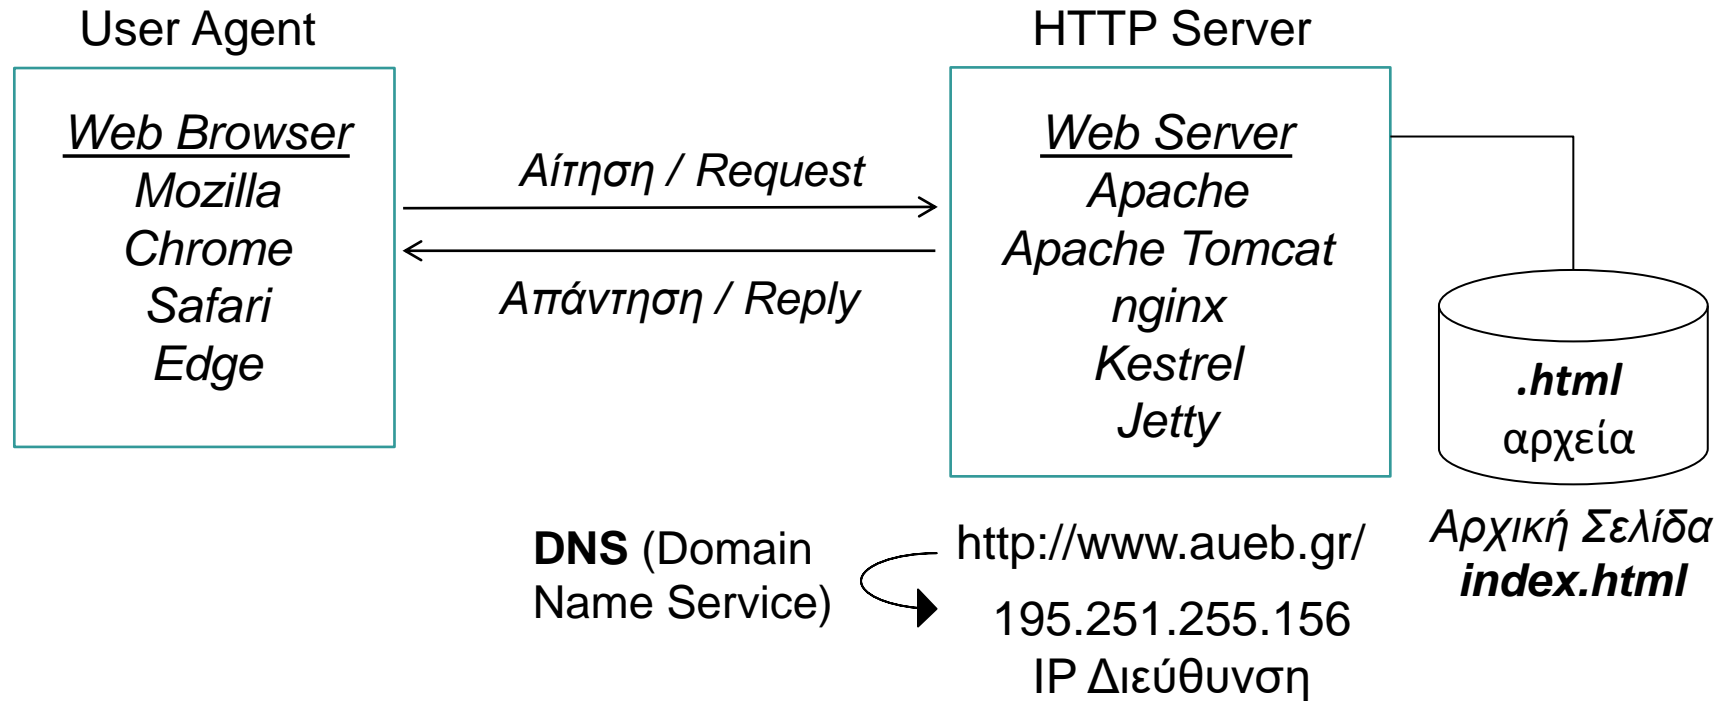 User Agent
Web Browser
Mozilla
Chrome
Safari
Edge
Αίτηση / Request
Απάντηση / Reply
HTTP Server
Web Server
Apache
Apache Tomcat
nginx
Kestrel
Jetty
.html
αρχεία
Αρχική Σελίδα
index.html
DNS (Domain
Name Service)
http://www.aueb.gr/
195.251.255.156
IP Διεύθυνση